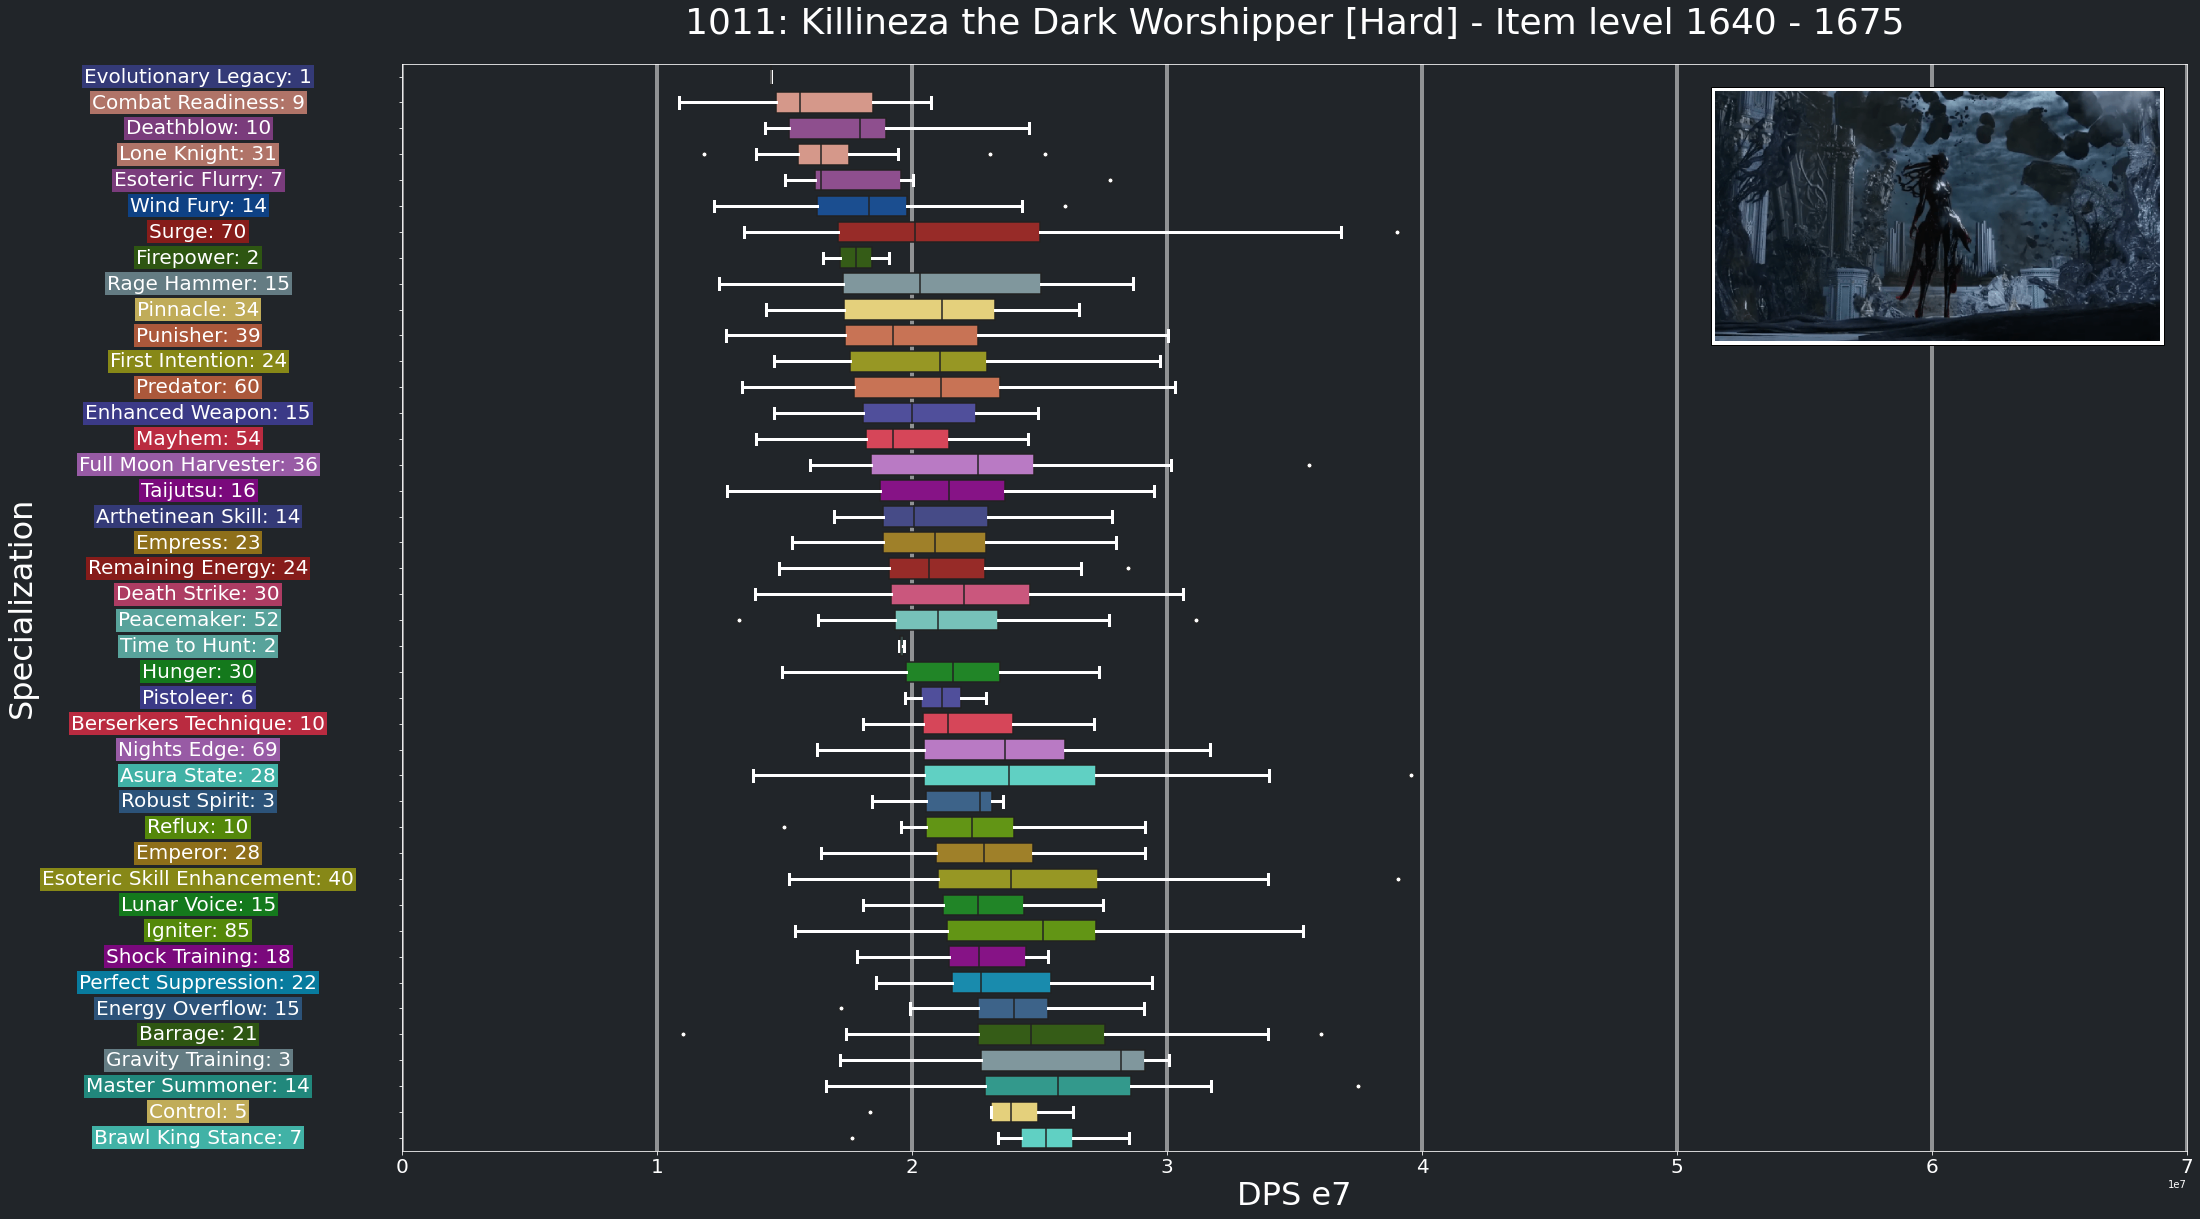 1011: Killineza the Dark Worshipper [Hard] - Item level 1640 - 1675
Specialization
Evolutionary Legacy: 1
Combat Readiness: 9
Deathblow: 10
Lone Knight: 31
Esoteric Flurry: 7
Wind Fury: 14
Surge: 70
Firepower: 2
Rage Hammer: 15
Pinnacle: 34
Punisher: 39
First Intention: 24
Predator: 60
Enhanced Weapon: 15
Mayhem: 54
Full Moon Harvester: 36
Taijutsu: 16
Arthetinean Skill: 14
Empress: 23
Remaining Energy: 24
Death Strike: 30
Peacemaker: 52
Time to Hunt: 2
Hunger: 30
Pistoleer: 6
Berserkers Technique: 10
Nights Edge: 69
Asura State: 28
Robust Spirit: 3
Reflux: 10
Emperor: 28
Esoteric Skill Enhancement: 40
Lunar Voice: 15
Igniter: 85
Shock Training: 18
Perfect Suppression: 22
Energy Overflow: 15
Barrage: 21
Gravity Training: 3
Master Summoner: 14
Control: 5
Brawl King Stance: 7
0 1 2 3 4 5 6 7
1e7
DPS e7